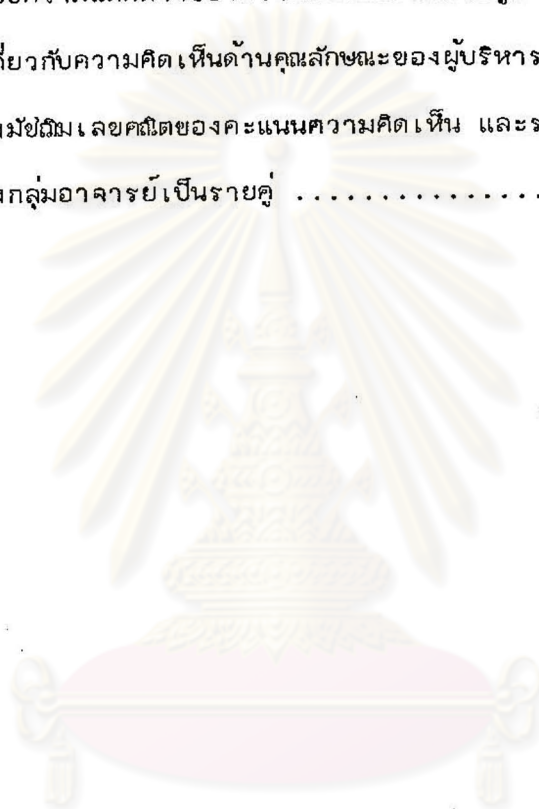 ี่ยวกับความคิดเห็นด้านคุณลักษณะของผู้บริหาร
มัชฌิมเลขคณิตของคะแนนความคิดเห็น และร
งกลุ่มอาจารย์เป็นรายคู่ ................